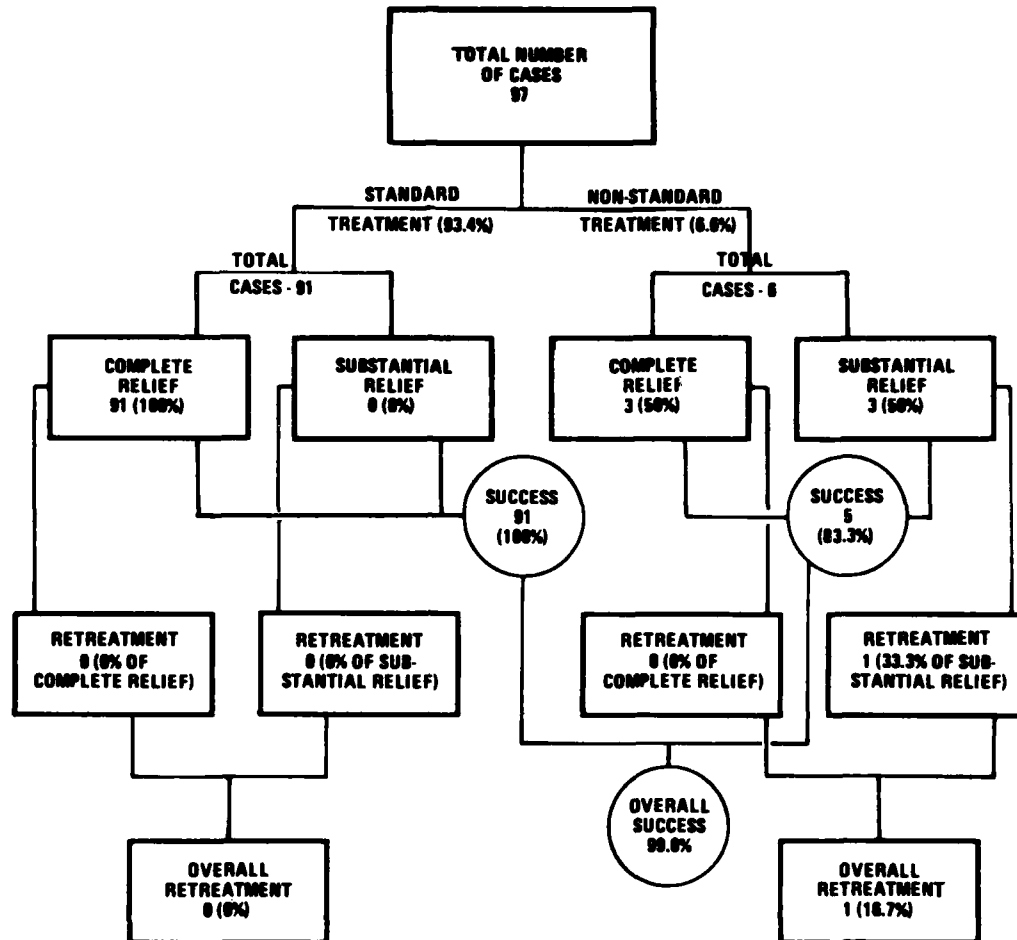 TOTAL NUMBER
OF CASES
97
STANDARD
TREATMENT (93.4%)
NON-STANDARD
TREATMENT (6.6%)
TOTAL
CASES - 91
TOTAL
CASES - 6
COMPLETE
RELIEF
91 (100%)
SUBSTANTIAL
RELIEF
0 (0%)
COMPLETE
RELIEF
3 (50%)
SUBSTANTIAL
RELIEF
3 (50%)
SUCCESS
91
(100%)
SUCCESS
5
(83.3%)
RETREATMENT
0 (0% OF
COMPLETE RELIEF)
RETREATMENT
0 (0% OF SUB-
STANTIAL RELIEF)
RETREATMENT
0 (0% OF
COMPLETE RELIEF)
RETREATMENT
1 (33.3% OF SUB-
STANTIAL RELIEF)
OVERALL
SUCCESS
OVERALL
RETREATMENT
0 (0%)
OVERALL
RETREATMENT
1 (16.7%)